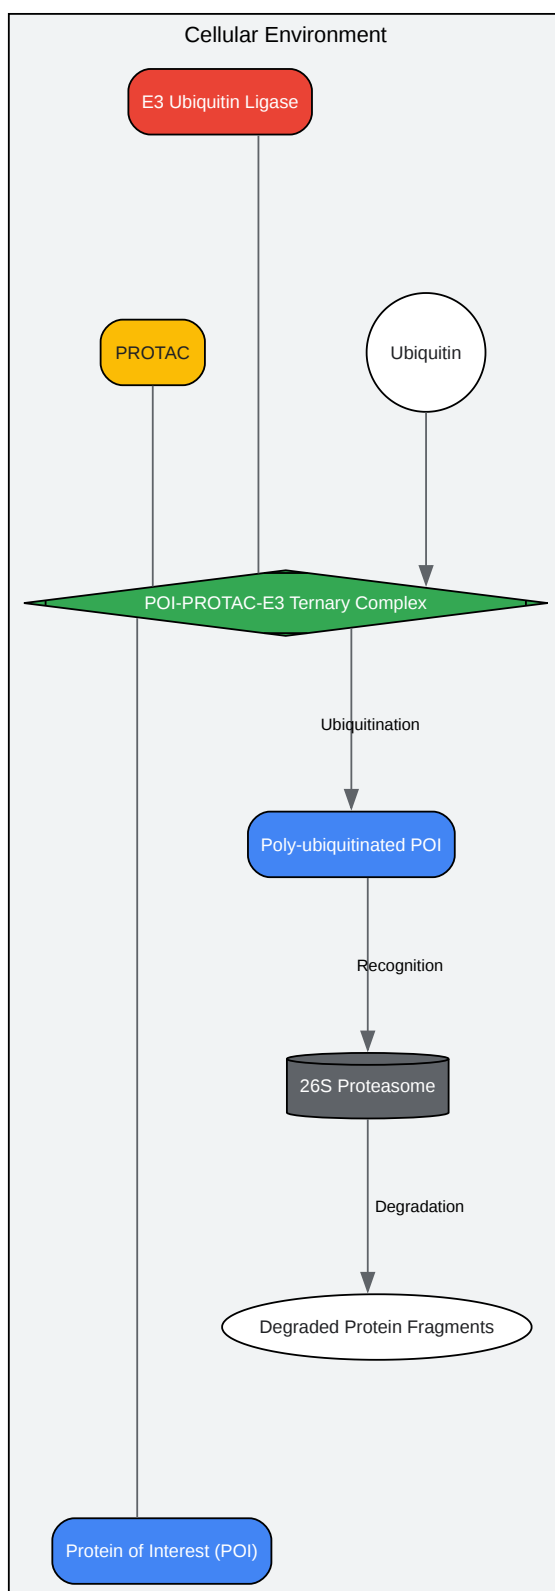 Cellular Environment
E3 Ubiquitin Ligase
PROTAC
Ubiquitin
POI-PROTAC-E3 Ternary Complex
Ubiquitination
Poly-ubiquitinated POI
Recognition
26S Proteasome
Degradation
Degraded Protein Fragments
Protein of Interest (POI)